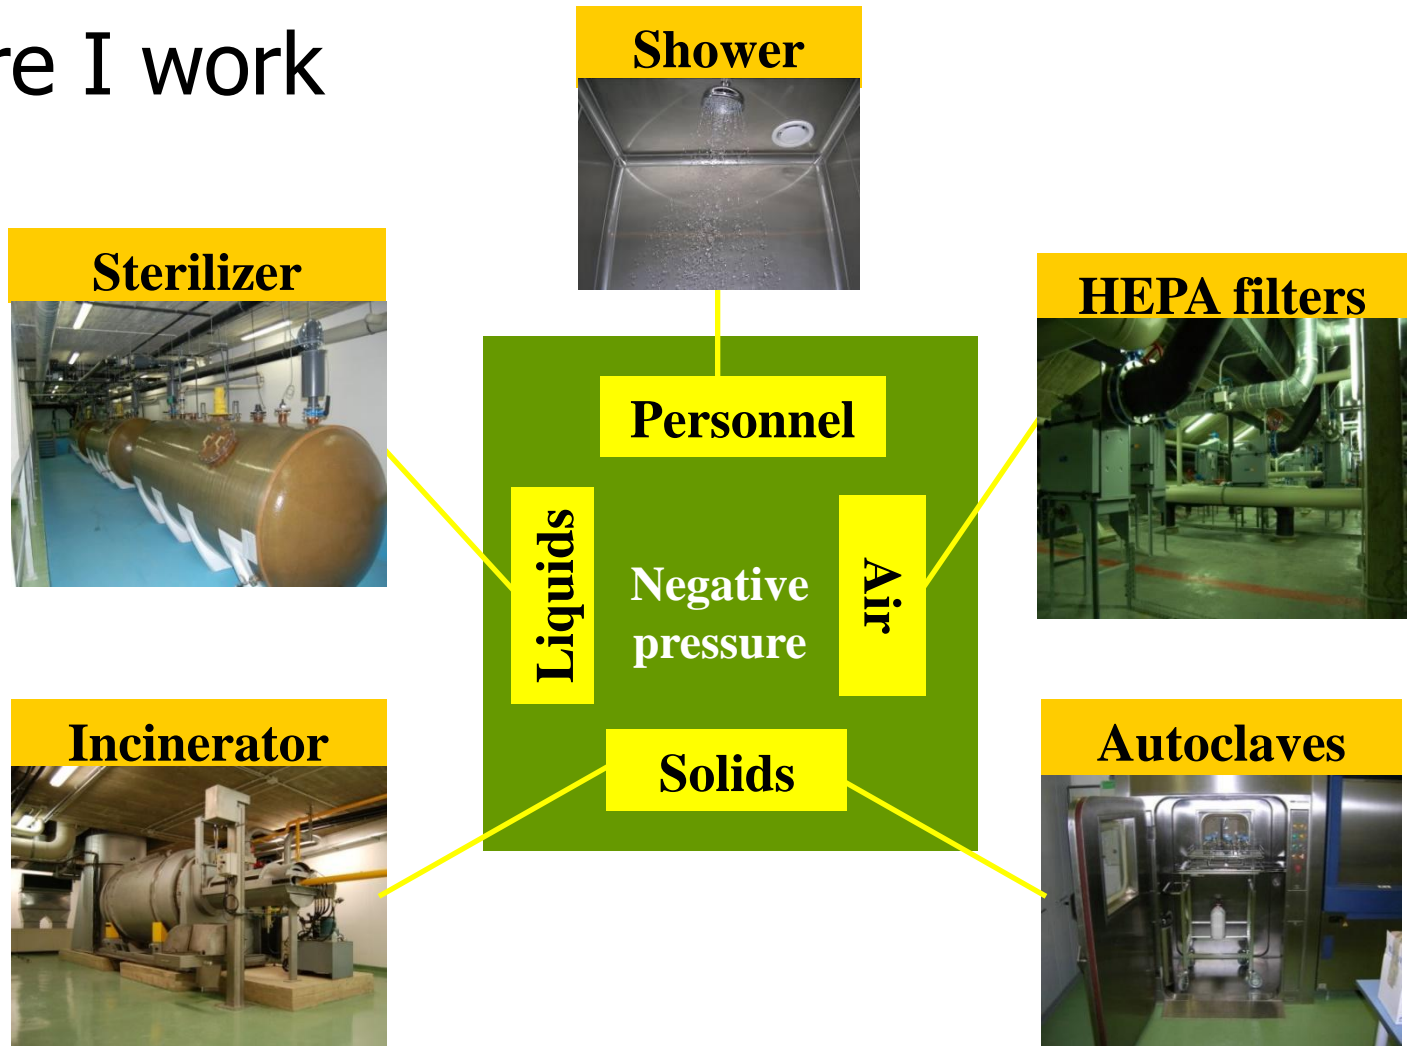 re I work
Shower
Sterilizer
HEPA filters
Personnel
Liquids
Air
Negative
pressure
Incinerator
Solids
Autoclaves